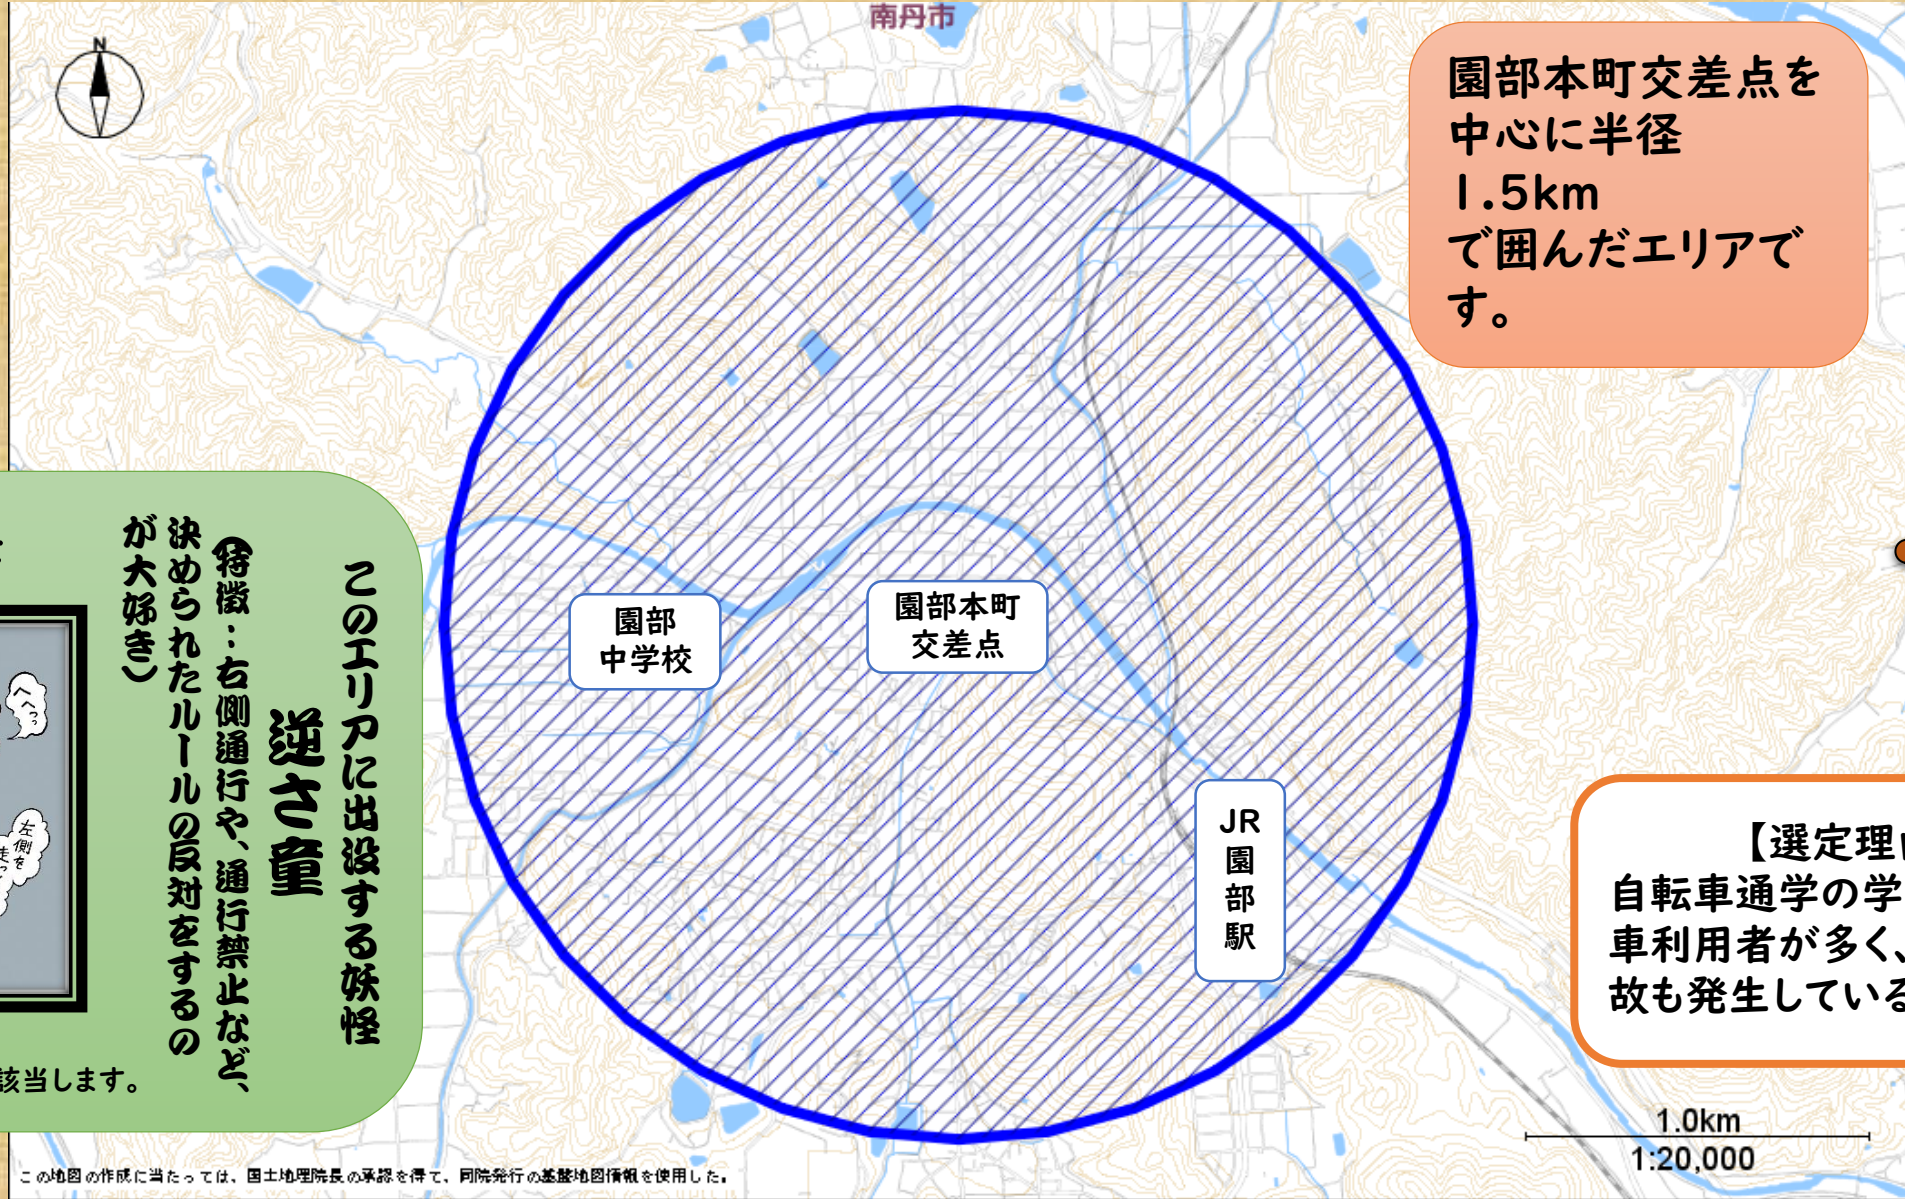 南丹市
N
園部本町交差点を
中心に半径
1.5km
で囲んだエリアで
す。
このエリアに出没する妖怪
逆さ童
(特徴：右側通行や、通行禁止など、
決められたルールの反対をするの
が大好き)
へへっ
左側を
該当します。
園部
中学校
園部本町
交差点
JR
園
部
駅
【選定理
自転車通学の学
車利用者が多く、
故も発生している
1.0km
1:20,000
この地図の作成に当たっては、国土地理院長の承認を得て、同院発行の基盤地図情報を使用した。